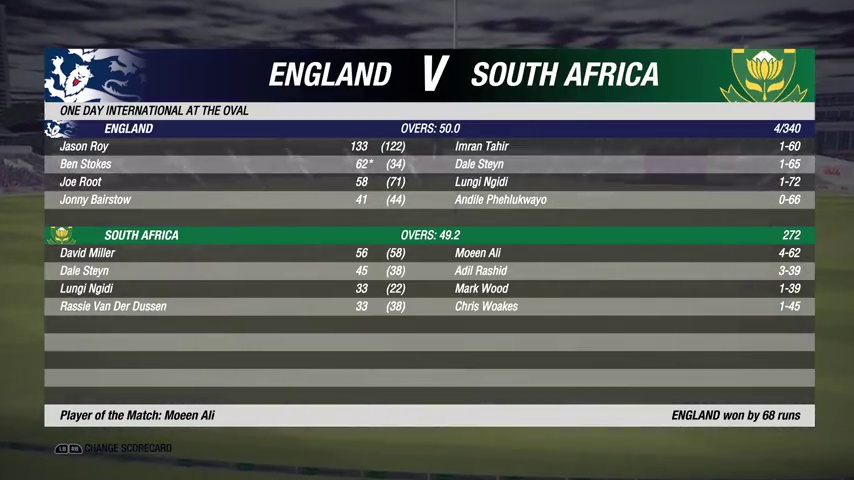 ENGLAND V SOUTH AFRICA
ONE DAY INTERNATIONAL AT THE OVAL
ENGLAND OVERS: 50.0 4/340
Jason Roy 133 (122) Imran Tahir 1-60
Ben Stokes 62* (34) Dale Steyn 1-65
Joe Root 58 (71) Lungi Ngidi 1-72
Jonny Bairstow 41 (44) Andile Phehlukwayo 0-66
SOUTH AFRICA OVERS: 49.2 272
David Miller 56 (58) Moeen Ali 4-62
Dale Steyn 45 (38) Adil Rashid 3-39
Lungi Ngidi 33 (22) Mark Wood 1-39
Rassie Van Der Dussen 33 (38) Chris Woakes 1-45
Player of the Match: Moeen Ali ENGLAND won by 68 runs
LB RB CHANGE SCORECARD